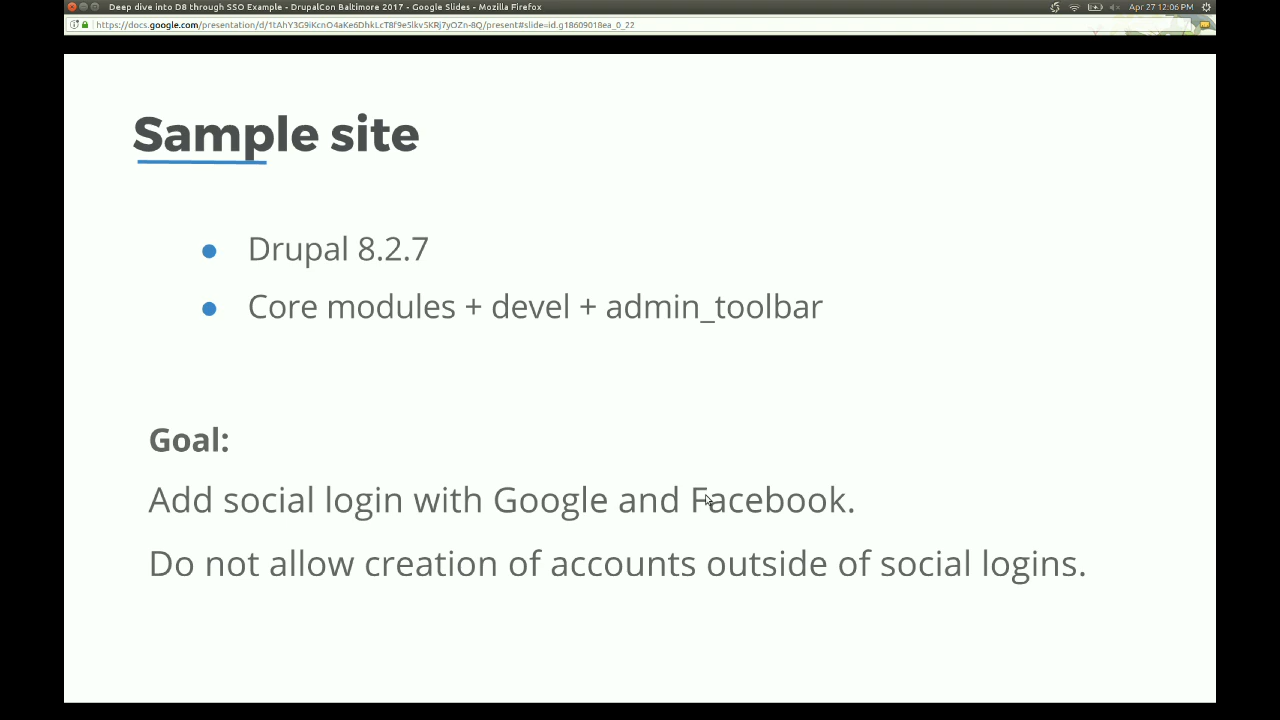 Deep dive into D8 through SSO Example - DrupalCon Baltimore 2017 - Google Slides - Mozilla Firefox
Apr 27 12:06 PM
Sample site
Drupal 8.2.7
Core modules + devel + admin_toolbar
Goal:
Add social login with Google and Facebook.
Do not allow creation of accounts outside of social logins.